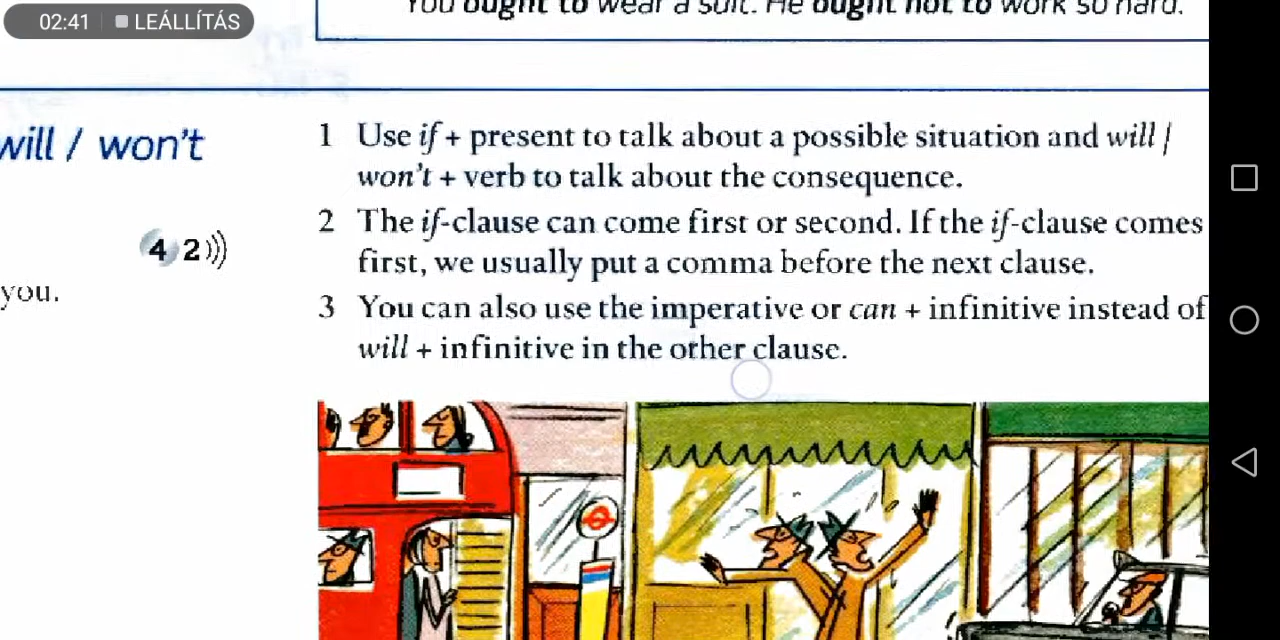 02:41 LEÁLLÍTÁS
You ought to wear a suit. He ought not to work so hard.
will / won't
1 Use if + present to talk about a possible situation and will /
won't + verb to talk about the consequence.
2 The if-clause can come first or second. If the if-clause comes
first, we usually put a comma before the next clause.
4 2
you.
3 You can also use the imperative or can + infinitive instead of
will + infinitive in the other clause.